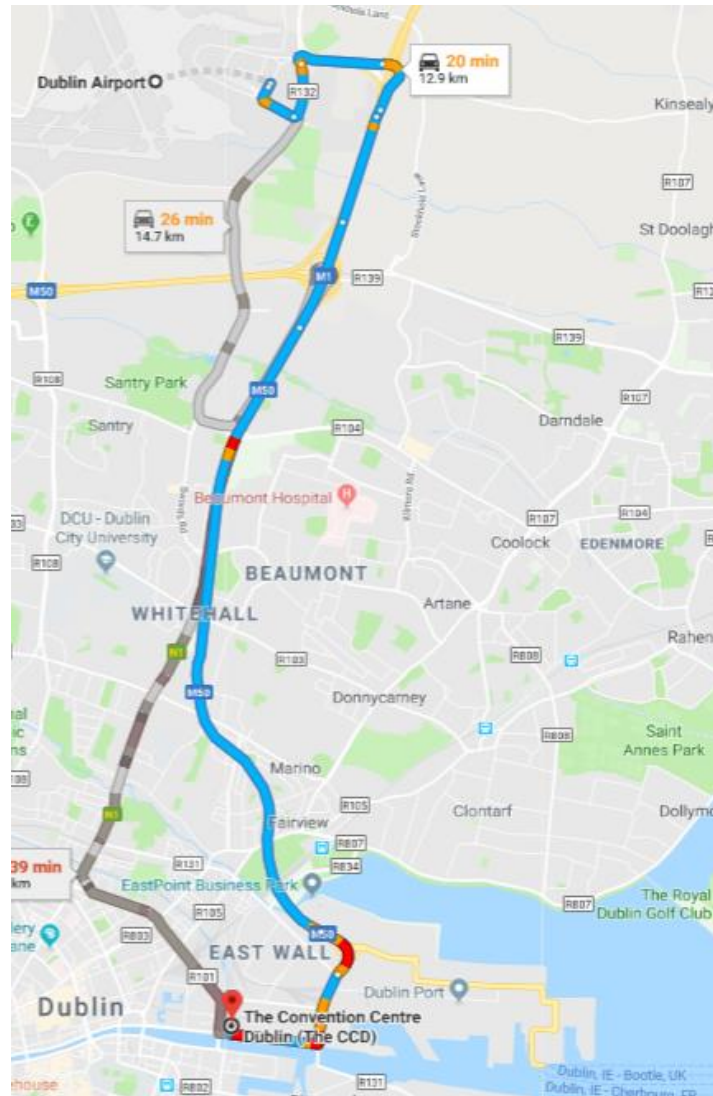 Dublin Airport
20 min
12.9 km
R132
Kinsealy
R107
26 min
14.7 km
St Doolagh
M50
M1
R139
R139
Santry Park
R108
M50
R107
Santry
R104
Darndale
Beaumont Hospital
DCU - Dublin
City University
R107
R104
Coolock
EDENMORE
R108
BEAUMONT
Artane
WHITEHALL
Rahen
N1
R103
R808
M50
Donnycarney
Saint
Annes Park
R808
Marino
N1
R105
Clontarf
Dollym
Fairview
R807
39 min
km
R131
R834
EastPoint Business Park
The Royal
Dublin Golf Club
R807
R105
R803
M50
EAST WALL
R101
Dublin Port
Dublin
The Convention Centre
Dublin (The CCD)
R802
R131
Dublin, IE - Bootle, UK
Dublin, IE - Cherbourg, FR